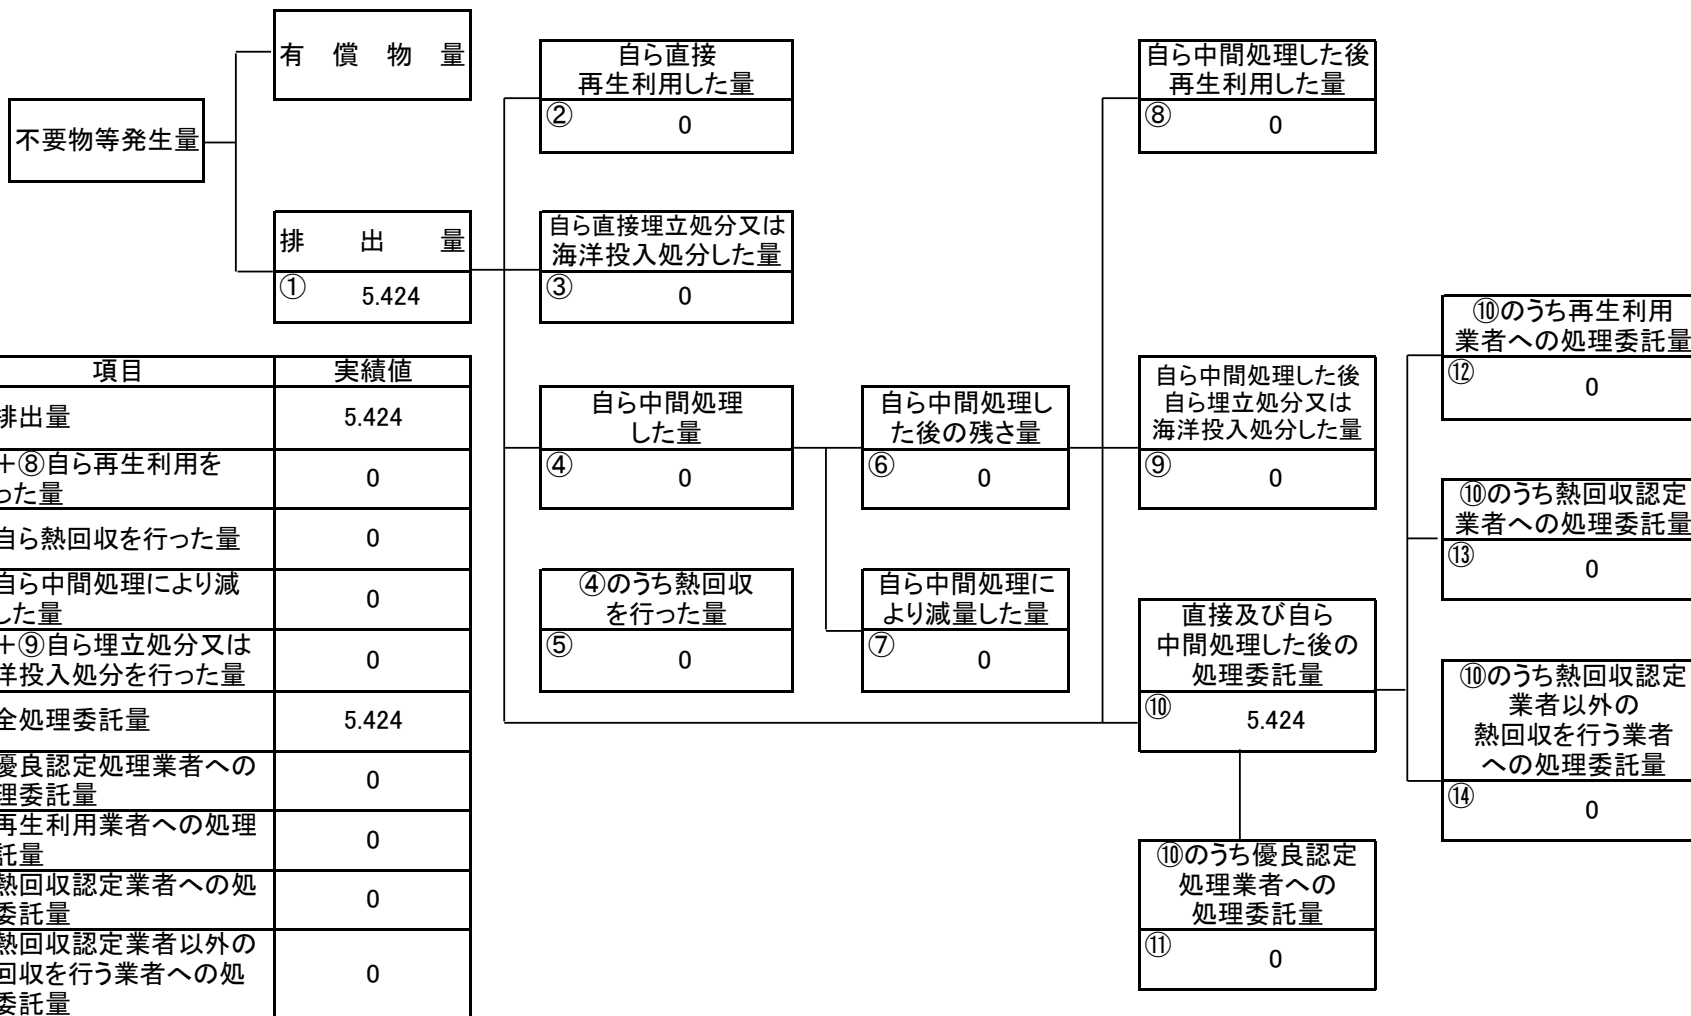 有償物量
不要物等発生量
排出量
① 5.424
自ら直接
再生利用した量
② 0
自ら直接埋立処分又は
海洋投入処分した量
③ 0
自ら中間処理
した量
④ 0
④のうち熱回収
を行った量
⑤ 0
自ら中間処理し
た後の残さ量
⑥ 0
自ら中間処理に
より減量した量
⑦ 0
自ら中間処理した後
再生利用した量
⑧ 0
自ら中間処理した後
自ら埋立処分又は
海洋投入処分した量
⑨ 0
直接及び自ら
中間処理した後の
処理委託量
⑩ 5.424
⑩のうち優良認定
処理業者への
処理委託量
⑪ 0
⑩のうち再生利用
業者への処理委託量
⑫ 0
⑩のうち熱回収認定
業者への処理委託量
⑬ 0
⑩のうち熱回収認定
業者以外の
熱回収を行う業者
への処理委託量
⑭ 0
項目 実績値
排出量 5.424
+⑧自ら再生利用を
った量 0
自ら熱回収を行った量 0
自ら中間処理により減
した量 0
+⑨自ら埋立処分又は
洋投入処分を行った量 0
全処理委託量 5.424
優良認定処理業者への
理委託量 0
再生利用業者への処理
託量 0
熱回収認定業者への処
委託量 0
熱回収認定業者以外の
回収を行う業者への処
委託量 0